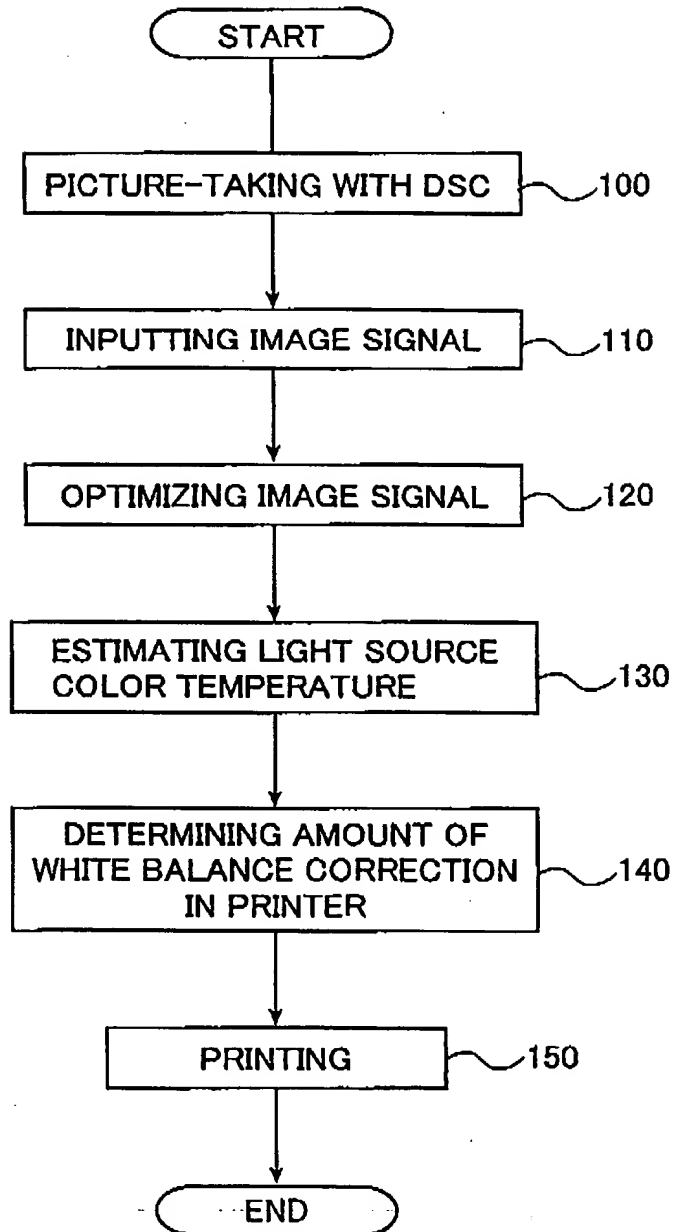 START
PICTURE-TAKING WITH DSC
100
INPUTTING IMAGE SIGNAL
110
OPTIMIZING IMAGE SIGNAL
120
ESTIMATING LIGHT SOURCE
COLOR TEMPERATURE
130
DETERMINING AMOUNT OF
WHITE BALANCE CORRECTION
IN PRINTER
140
PRINTING
150
END